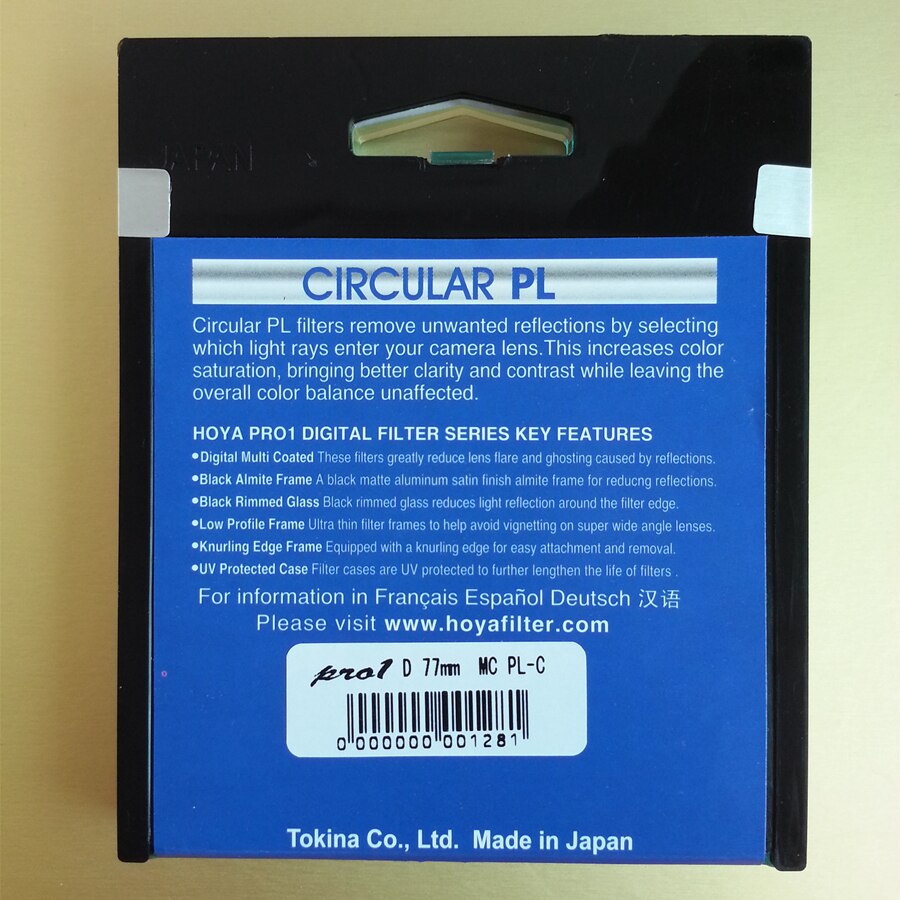 JAPAN
CIRCULAR PL
Circular PL filters remove unwanted reflections by selecting
which light rays enter your camera lens.This increases color
saturation, bringing better clarity and contrast while leaving the
overall color balance unaffected.
HOYA PRO1 DIGITAL FILTER SERIES KEY FEATURES
•Digital Multi Coated These filters greatly reduce lens flare and ghosting caused by reflections.
•Black Almite Frame A black matte aluminum satin finish almite frame for reducng reflections.
•Black Rimmed Glass Black rimmed glass reduces light reflection around the filter edge.
•Low Profile Frame Ultra thin filter frames to help avoid vignetting on super wide angle lenses.
•Knurling Edge Frame Equipped with a knurling edge for easy attachment and removal.
•UV Protected Case Filter cases are UV protected to further lengthen the life of filters .
For information in Français Español Deutsch 汉语
Please visit www.hoyafilter.com
pro1 D 77mm MC PL-C
0 000000 001281
Tokina Co., Ltd. Made in Japan